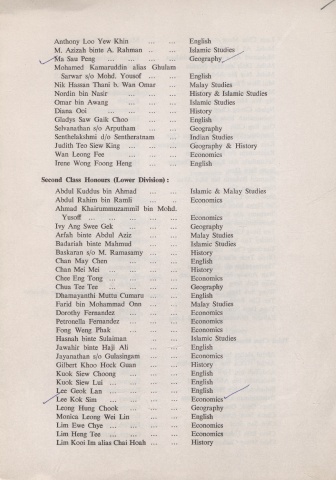 Anthony Loo Yew Khin ... ... English
M. Azizah binte A. Rahman ... ... Islamic Studies
Ma Sau Peng ... ... ... Geography
Mohamed Kamaruddin alias Ghulam
Sarwar s/o Mohd. Yousof ... ... English
Nik Hassan Thani b. Wan Omar ... Malay Studies
Nordin bin Nasir ... ... History & Islamic Studies
Omar bin Awang ... ... Islamic Studies
Diana Ooi ... ... ... History
Gladys Saw Gaik Choo ... ... English
Selvanathan s/o Arputham ... Geography
Senthefakshmi d/o Sentheratnam ... Indian Studies
Judith Teo Siew King ... ... Geography & History
Wan Leong Fee ... ... Economics
Irene Wong Foong Heng ... ... English
Second Class Honours (Lower Division) :
Abdul Kuddus bin Ahmad ... Islamic & Malay Studies
Abdul Rahim bin Ramli ... ... Economics
Ahmad Khairummuzammil bin Mohd.
Yusoff ... ... ... ... Economics
Ivy Ang Swee Gek ... ... Geography
Arfah binte Abdul Aziz ... ... Malay Studies
Badariah binte Mahmud ... ... Islamic Studies
Baskaran s/o M. Ramasamy ... ... History
Chan May Chen ... ... English
Chan Mei Mei ... ... ... History
Chee Eng Tong ... ... ... Economics
Chua Tee Tee ... ... ... Geography
Dhamayanthi Mutta Cumaru ... ... English
Farid bin Mohammad Onn ... ... Malay Studies
Dorothy Fernandez ... ... Economics
Petronella Fernandez ... ... Economics
Fong Weng Phak ... ... Economics
Hasnah binte Sulaiman ... ... Islamic Studies
Jawahir binte Haji Ali ... ... English
Jayanathan s/o Gulasingam ... ... Economics
Gilbert Khoo Hock Guan ... ... History
Kuok Siew Choong ... ... English
Kuok Siew Lui ... ... ... English
Lee Geok Lan ... ... ... English
Lee Kok Sim ... ... ... Economics
Leong Hung Chook ... ... Geography
Monica Leong Wei Lin ... ... English
Lim Ewe Chye ... ... ... Economics
Lim Heng Tee ... ... ... Economics
Lim Kooi Im alias Chai Hoah ... ... History